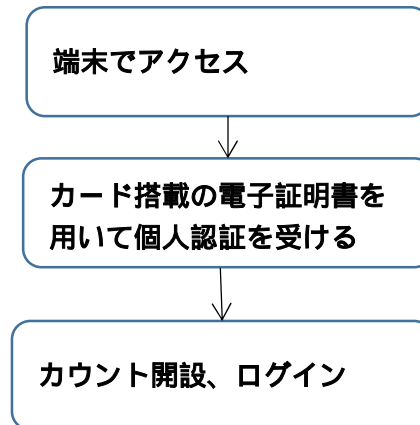 端末でアクセス
カード搭載の電子証明書を
用いて個人認証を受ける
カウント開設、ログイン